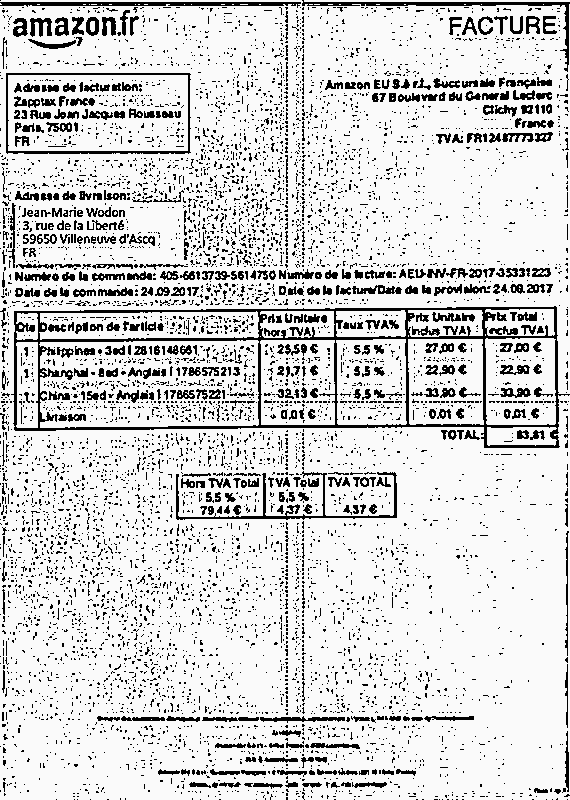 amazon.fr
FACTURE
Adresse de facturation:
Zapptax France
23 Rue Jean Jacques Rousseau
Paris, 75001
FR
Amazon EU S.à r.l., Succursale Française
67 Boulevard du General Leclerc
Clichy 92110
France
TVA: FR12487773327
Adresse de livraison:
Jean-Marie Wodon
3, rue de la Liberté
59650 Villeneuve d'Ascq
FR
Numéro de la commande: 405-6613739-5614750 Numéro de la facture: AEU-INV-FR-2017-35331223
Date de la commande: 24.09.2017 Date de la facture/Date de la provision: 24.09.2017
Qté Description de l'article Prix Unitaire (hors TVA) Taux TVA% Prix Unitaire (inclus TVA) Prix Total (inclus TVA)
1 Philippines - 3ed | 2816148661 25,59 € 5,5 % 27,00 € 27,00 €
1 Shanghai - 8ed - Anglais | 1786575213 21,71 € 5,5 % 22,90 € 22,90 €
1 China - 15ed - Anglais | 1786575221 32,13 € 5,5 % 33,90 € 33,90 €
Livraison 0,01 € 0,01 € 0,01 €
TOTAL: 83,81 €
Hors TVA Total TVA Total TVA TOTAL
5,5 % 5,5 %
79,44 € 4,37 € 4,37 €